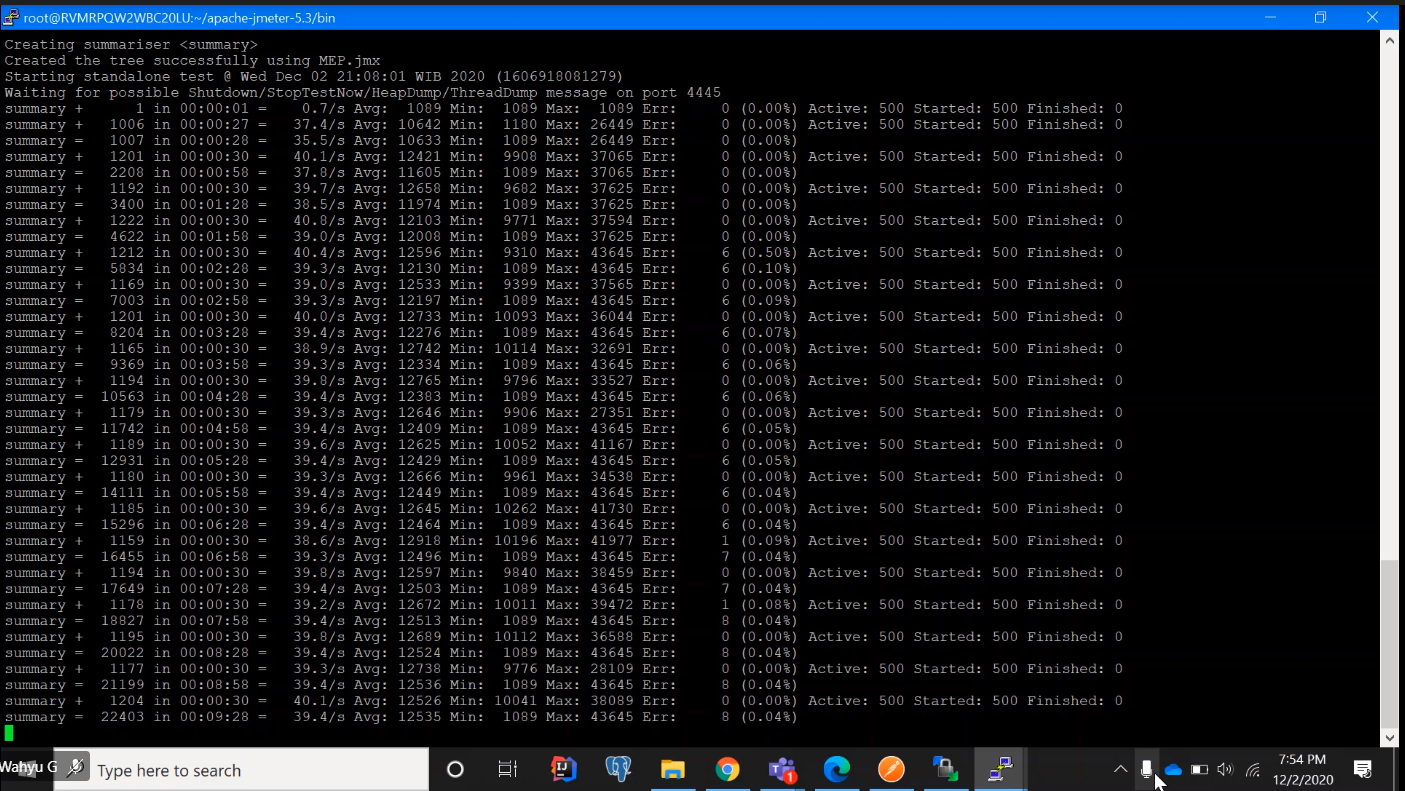 root@RVMRPQW2WBC20LU:~/apache-jmeter-5.3/bin
Creating summariser <summary>
Created the tree successfully using MEP.jmx
Starting standalone test @ Wed Dec 02 21:08:01 WIB 2020 (1606918081279)
Waiting for possible Shutdown/StopTestNow/HeapDump/ThreadDump message on port 4445
summary + 1 in 00:00:01 = 0.7/s Avg: 1089 Min: 1089 Max: 1089 Err: 0 (0.00%) Active: 500 Started: 500 Finished: 0
summary + 1006 in 00:00:27 = 37.4/s Avg: 10642 Min: 1180 Max: 26449 Err: 0 (0.00%) Active: 500 Started: 500 Finished: 0
summary = 1007 in 00:00:28 = 35.5/s Avg: 10633 Min: 1089 Max: 26449 Err: 0 (0.00%)
summary + 1201 in 00:00:30 = 40.1/s Avg: 12421 Min: 9908 Max: 37065 Err: 0 (0.00%) Active: 500 Started: 500 Finished: 0
summary = 2208 in 00:00:58 = 37.8/s Avg: 11605 Min: 1089 Max: 37065 Err: 0 (0.00%)
summary + 1192 in 00:00:30 = 39.7/s Avg: 12658 Min: 9682 Max: 37625 Err: 0 (0.00%) Active: 500 Started: 500 Finished: 0
summary = 3400 in 00:01:28 = 38.5/s Avg: 11974 Min: 1089 Max: 37625 Err: 0 (0.00%)
summary + 1222 in 00:00:30 = 40.8/s Avg: 12103 Min: 9771 Max: 37594 Err: 0 (0.00%) Active: 500 Started: 500 Finished: 0
summary = 4622 in 00:01:58 = 39.0/s Avg: 12008 Min: 1089 Max: 37625 Err: 0 (0.00%)
summary + 1212 in 00:00:30 = 40.4/s Avg: 12596 Min: 9310 Max: 43645 Err: 6 (0.50%) Active: 500 Started: 500 Finished: 0
summary = 5834 in 00:02:28 = 39.3/s Avg: 12130 Min: 1089 Max: 43645 Err: 6 (0.10%)
summary + 1169 in 00:00:30 = 39.0/s Avg: 12533 Min: 9399 Max: 37565 Err: 0 (0.00%) Active: 500 Started: 500 Finished: 0
summary = 7003 in 00:02:58 = 39.3/s Avg: 12197 Min: 1089 Max: 43645 Err: 6 (0.09%)
summary + 1201 in 00:00:30 = 40.0/s Avg: 12733 Min: 10093 Max: 36044 Err: 0 (0.00%) Active: 500 Started: 500 Finished: 0
summary = 8204 in 00:03:28 = 39.4/s Avg: 12276 Min: 1089 Max: 43645 Err: 6 (0.07%)
summary + 1165 in 00:00:30 = 38.9/s Avg: 12742 Min: 10114 Max: 32691 Err: 0 (0.00%) Active: 500 Started: 500 Finished: 0
summary = 9369 in 00:03:58 = 39.3/s Avg: 12334 Min: 1089 Max: 43645 Err: 6 (0.06%)
summary + 1194 in 00:00:30 = 39.8/s Avg: 12765 Min: 9796 Max: 33527 Err: 0 (0.00%) Active: 500 Started: 500 Finished: 0
summary = 10563 in 00:04:28 = 39.4/s Avg: 12383 Min: 1089 Max: 43645 Err: 6 (0.06%)
summary + 1179 in 00:00:30 = 39.3/s Avg: 12646 Min: 9906 Max: 27351 Err: 0 (0.00%) Active: 500 Started: 500 Finished: 0
summary = 11742 in 00:04:58 = 39.4/s Avg: 12409 Min: 1089 Max: 43645 Err: 6 (0.05%)
summary + 1189 in 00:00:30 = 39.6/s Avg: 12625 Min: 10052 Max: 41167 Err: 0 (0.00%) Active: 500 Started: 500 Finished: 0
summary = 12931 in 00:05:28 = 39.4/s Avg: 12429 Min: 1089 Max: 43645 Err: 6 (0.05%)
summary + 1180 in 00:00:30 = 39.3/s Avg: 12666 Min: 9961 Max: 34538 Err: 0 (0.00%) Active: 500 Started: 500 Finished: 0
summary = 14111 in 00:05:58 = 39.4/s Avg: 12449 Min: 1089 Max: 43645 Err: 6 (0.04%)
summary + 1185 in 00:00:30 = 39.6/s Avg: 12645 Min: 10262 Max: 41730 Err: 0 (0.00%) Active: 500 Started: 500 Finished: 0
summary = 15296 in 00:06:28 = 39.4/s Avg: 12464 Min: 1089 Max: 43645 Err: 6 (0.04%)
summary + 1159 in 00:00:30 = 38.6/s Avg: 12918 Min: 10196 Max: 41977 Err: 1 (0.09%) Active: 500 Started: 500 Finished: 0
summary = 16455 in 00:06:58 = 39.3/s Avg: 12496 Min: 1089 Max: 43645 Err: 7 (0.04%)
summary + 1194 in 00:00:30 = 39.8/s Avg: 12597 Min: 9840 Max: 38459 Err: 0 (0.00%) Active: 500 Started: 500 Finished: 0
summary = 17649 in 00:07:28 = 39.4/s Avg: 12503 Min: 1089 Max: 43645 Err: 7 (0.04%)
summary + 1178 in 00:00:30 = 39.2/s Avg: 12672 Min: 10011 Max: 39472 Err: 1 (0.08%) Active: 500 Started: 500 Finished: 0
summary = 18827 in 00:07:58 = 39.4/s Avg: 12513 Min: 1089 Max: 43645 Err: 8 (0.04%)
summary + 1195 in 00:00:30 = 39.8/s Avg: 12689 Min: 10112 Max: 36588 Err: 0 (0.00%) Active: 500 Started: 500 Finished: 0
summary = 20022 in 00:08:28 = 39.4/s Avg: 12524 Min: 1089 Max: 43645 Err: 8 (0.04%)
summary + 1177 in 00:00:30 = 39.3/s Avg: 12738 Min: 9776 Max: 28109 Err: 0 (0.00%) Active: 500 Started: 500 Finished: 0
summary = 21199 in 00:08:58 = 39.4/s Avg: 12536 Min: 1089 Max: 43645 Err: 8 (0.04%)
summary + 1204 in 00:00:30 = 40.1/s Avg: 12526 Min: 10041 Max: 38089 Err: 0 (0.00%) Active: 500 Started: 500 Finished: 0
summary = 22403 in 00:09:28 = 39.4/s Avg: 12535 Min: 1089 Max: 43645 Err: 8 (0.04%)
Wahyu G
Type here to search
IJ
1
7:54 PM
12/2/2020